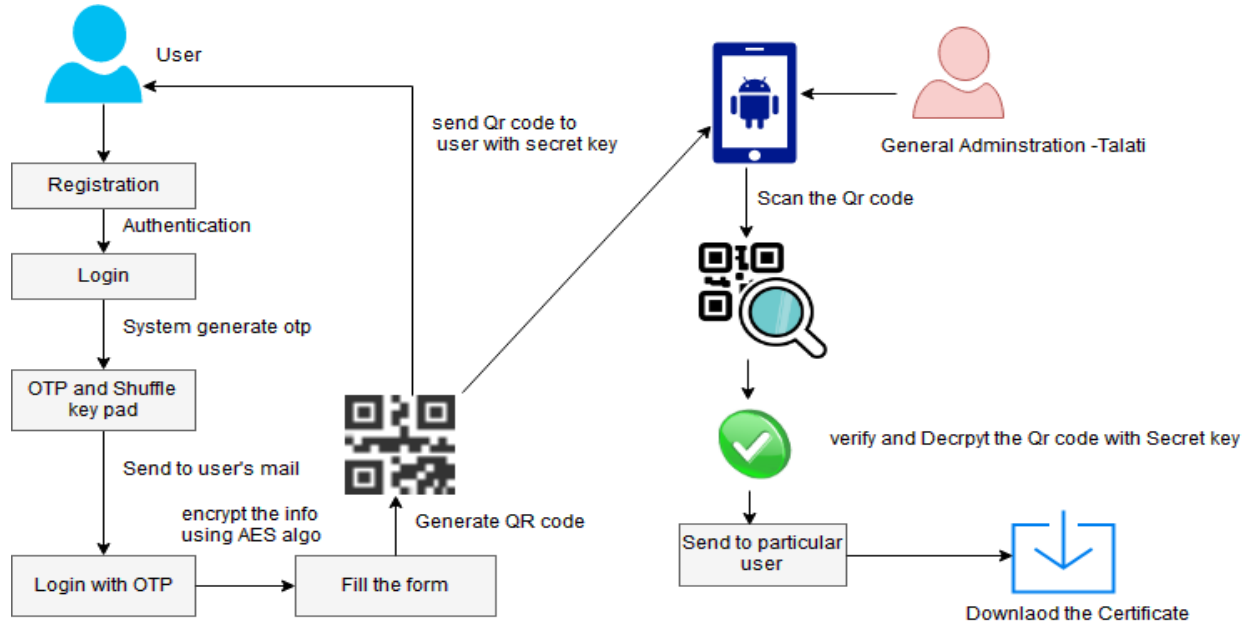 User
Registration
Authentication
Login
System generate otp
OTP and Shuffle
key pad
Send to user's mail
Login with OTP
encrypt the info
using AES algo
Fill the form
Generate QR code
send Qr code to
user with secret key
General Adminstration -Talati
Scan the Qr code
verify and Decrpyt the Qr code with Secret key
Send to particular
user
Downlaod the Certificate